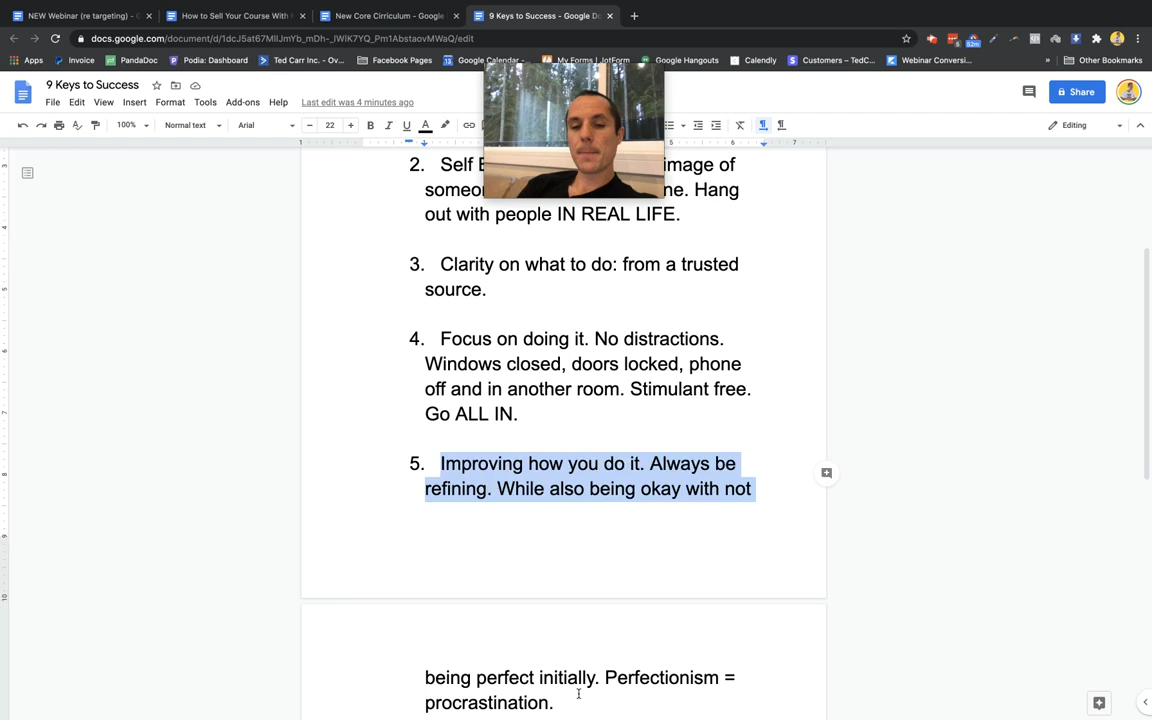 NEW Webinar (re targeting) -
How to Sell Your Course With
New Core Cirriculum - Google
9 Keys to Success - Google Do
docs.google.com/document/d/1dcJ5at67MIlJmYb_mDh-_lWlK7YQ_Pm1AbstaovMWaQ/edit
Apps
Invoice
PandaDoc
Podia: Dashboard
Ted Carr Inc. - Ov...
Facebook Pages
Google Calendar -
My Forms | JotForm
Google Hangouts
Calendly
Customers – TedC...
Webinar Conversi...
Other Bookmarks
9 Keys to Success
File Edit View Insert Format Tools Add-ons Help Last edit was 4 minutes ago
Share
100% Normal text Arial 22 Editing
2. Self image of
someo ne. Hang
out with people IN REAL LIFE.
3. Clarity on what to do: from a trusted
source.
4. Focus on doing it. No distractions.
Windows closed, doors locked, phone
off and in another room. Stimulant free.
Go ALL IN.
5. Improving how you do it. Always be
refining. While also being okay with not
being perfect initially. Perfectionism =
procrastination.